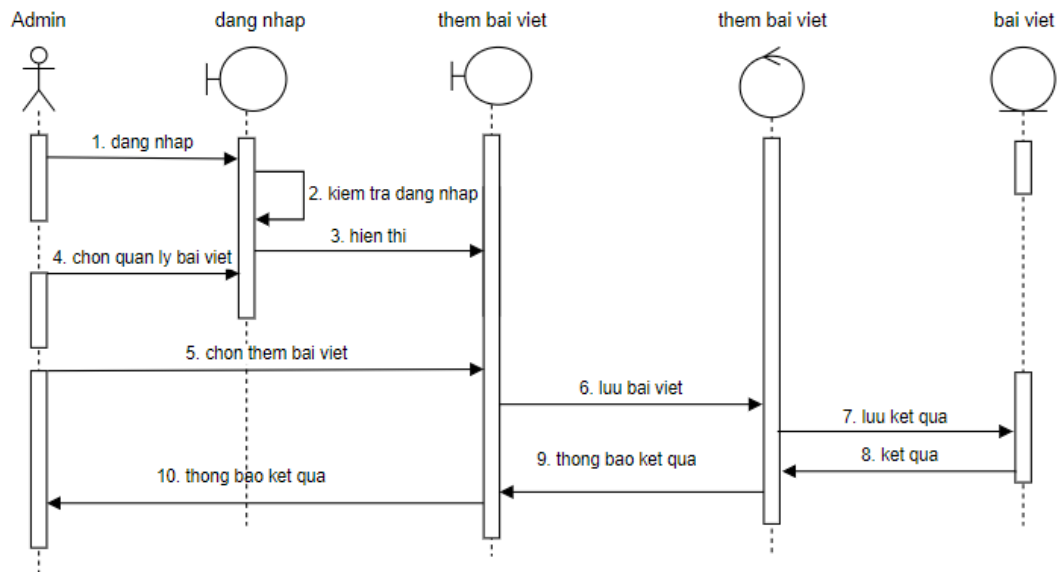 Admin
dang nhap
them bai viet
them bai viet
bai viet
1. dang nhap
2. kiem tra dang nhap
3. hien thi
4. chon quan ly bai viet
5. chon them bai viet
6. luu bai viet
7. luu ket qua
8. ket qua
9. thong bao ket qua
10. thong bao ket qua